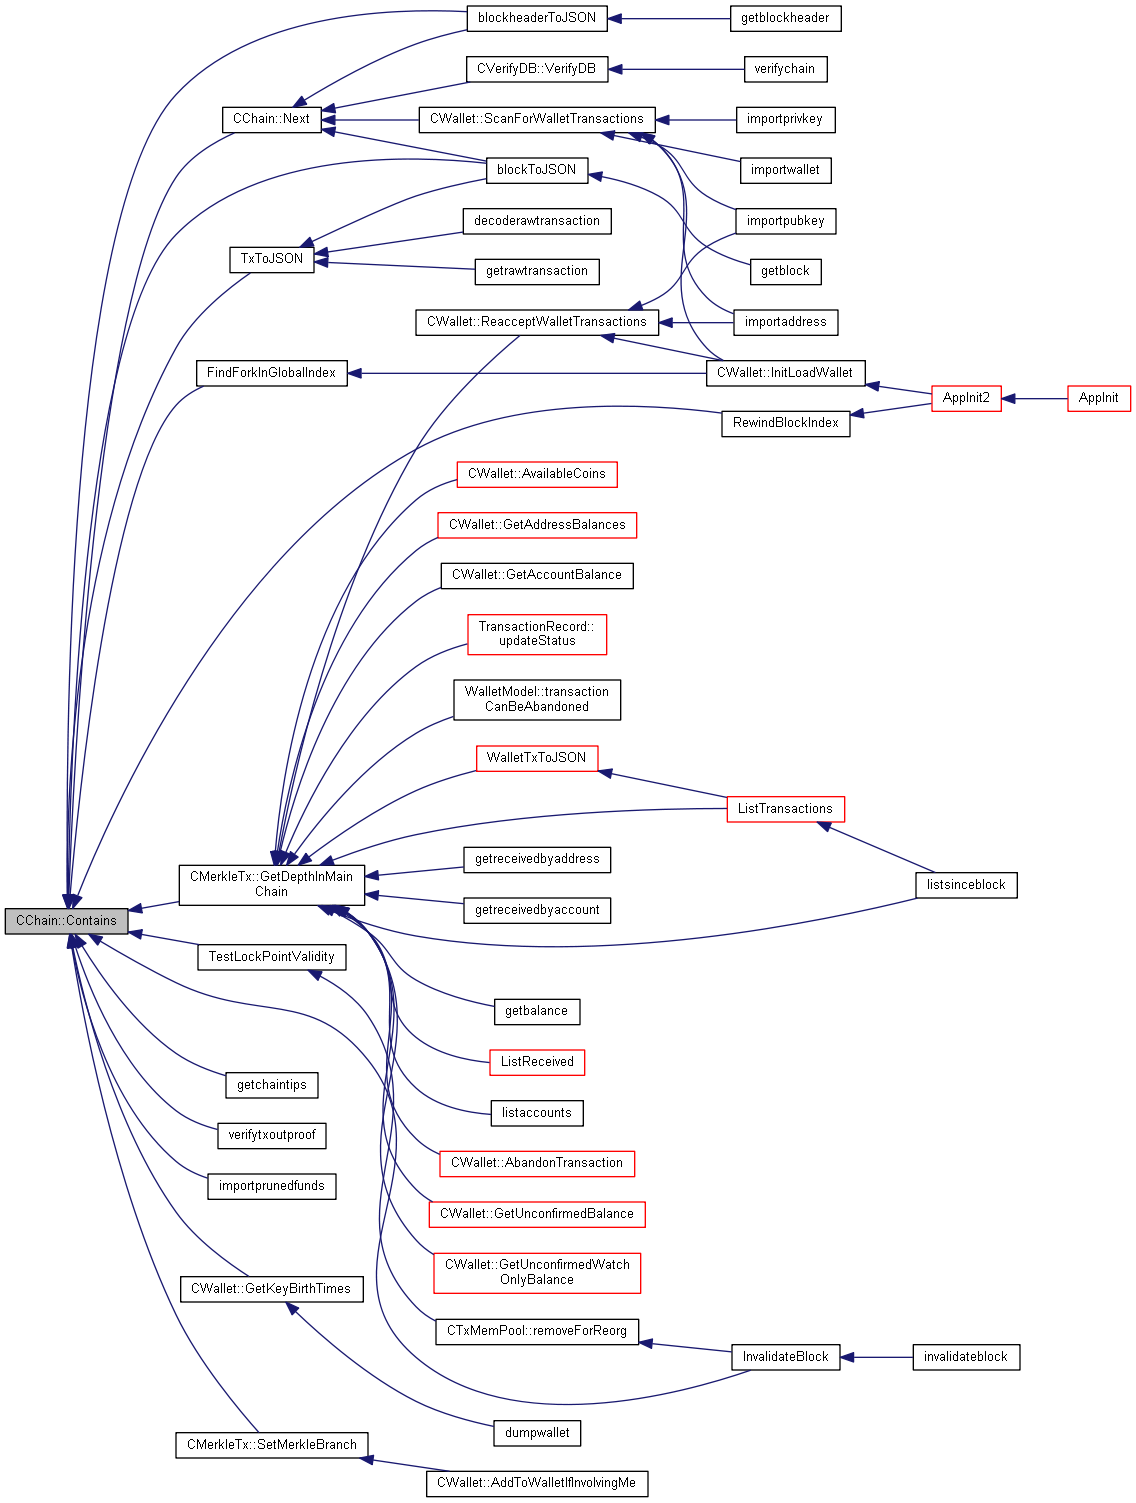 blockheaderToJSON
getblockheader
CVerifyDB::VerifyDB
verifychain
CChain::Next
CWallet::ScanForWalletTransactions
importprivkey
blockToJSON
importwallet
decoderawtransaction
importpubkey
TxToJSON
getrawtransaction
getblock
CWallet::ReacceptWalletTransactions
importaddress
FindForkInGlobalIndex
CWallet::InitLoadWallet
AppInit2
AppInit
RewindBlockIndex
CWallet::AvailableCoins
CWallet::GetAddressBalances
CWallet::GetAccountBalance
TransactionRecord::
updateStatus
WalletModel::transaction
CanBeAbandoned
WalletTxToJSON
ListTransactions
getreceivedbyaddress
CMerkleTx::GetDepthInMain
Chain
listsinceblock
getreceivedbyaccount
CChain::Contains
TestLockPointValidity
getbalance
ListReceived
getchaintips
listaccounts
verifytxoutproof
CWallet::AbandonTransaction
importprunedfunds
CWallet::GetUnconfirmedBalance
CWallet::GetUnconfirmedWatch
OnlyBalance
CWallet::GetKeyBirthTimes
CTxMemPool::removeForReorg
InvalidateBlock
invalidateblock
dumpwallet
CMerkleTx::SetMerkleBranch
CWallet::AddToWalletIfInvolvingMe